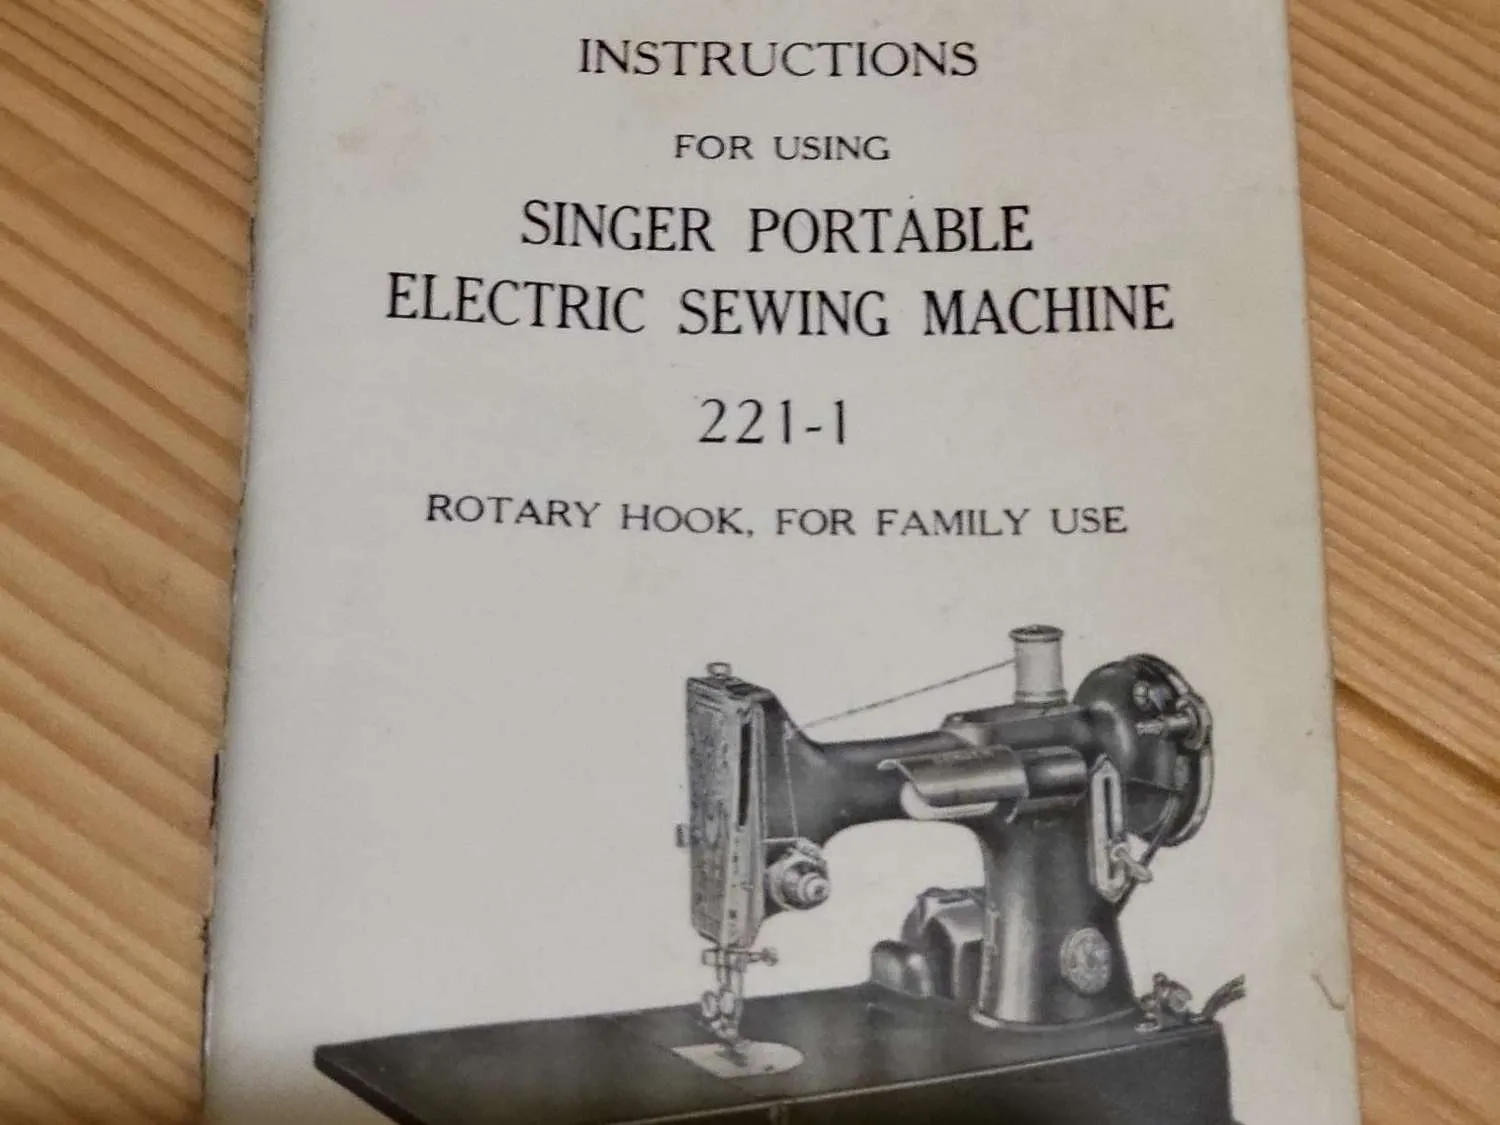 INSTRUCTIONS
FOR USING
SINGER PORTABLE
ELECTRIC SEWING MACHINE
221-1
ROTARY HOOK, FOR FAMILY USE